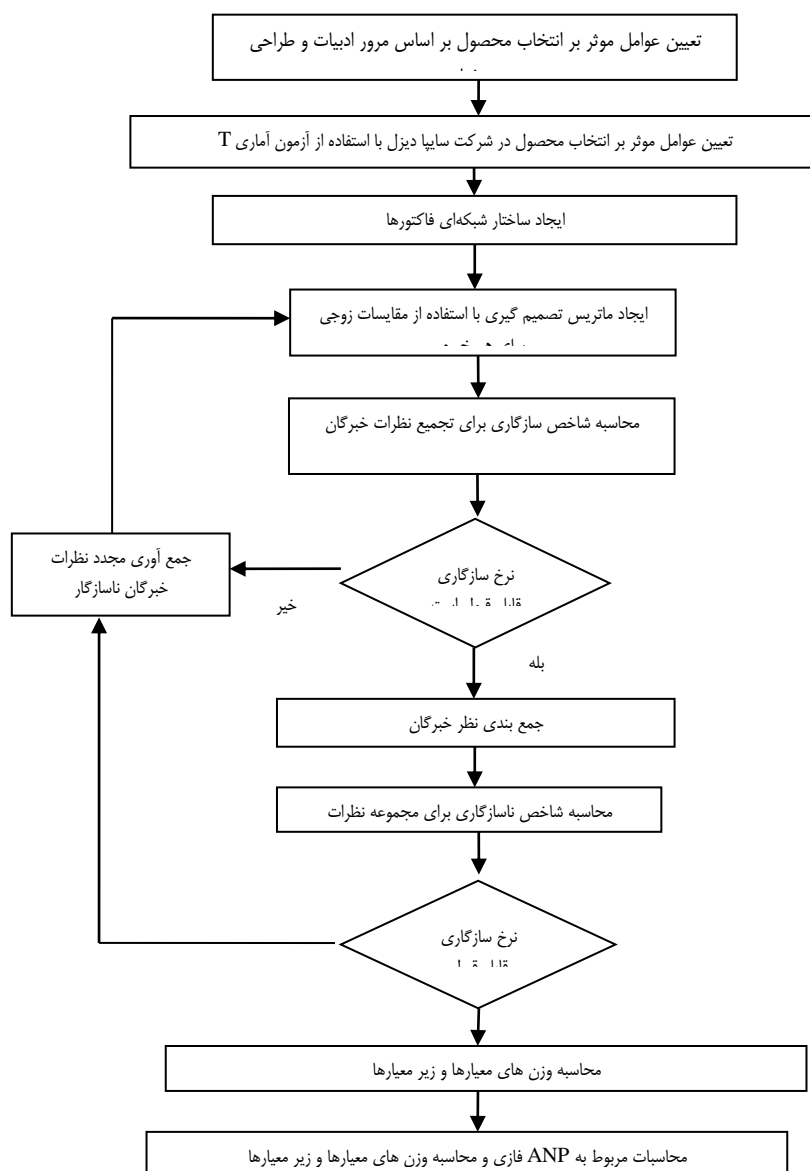 تعیین عوامل موثر بر انتخاب محصول بر اساس مرور ادبیات و طراحی
تعیین عوامل موثر بر انتخاب محصول در شرکت سایپا دیزل با استفاده از آزمون آماری T
ایجاد ساختار شبکه‌ای فاکتورها
ایجاد ماتریس تصمیم گیری با استفاده از مقایسات زوجی
محاسبه شاخص سازگاری برای تجمیع نظرات خبرگان
نرخ سازگاری
جمع آوری مجدد نظرات
خبرگان ناسازگار
خیر
بله
جمع بندی نظر خبرگان
محاسبه شاخص ناسازگاری برای مجموعه نظرات
نرخ سازگاری
محاسبه وزن های معیارها و زیر معیارها
محاسبات مربوط به ANP فازی و محاسبه وزن های معیارها و زیر معیارها